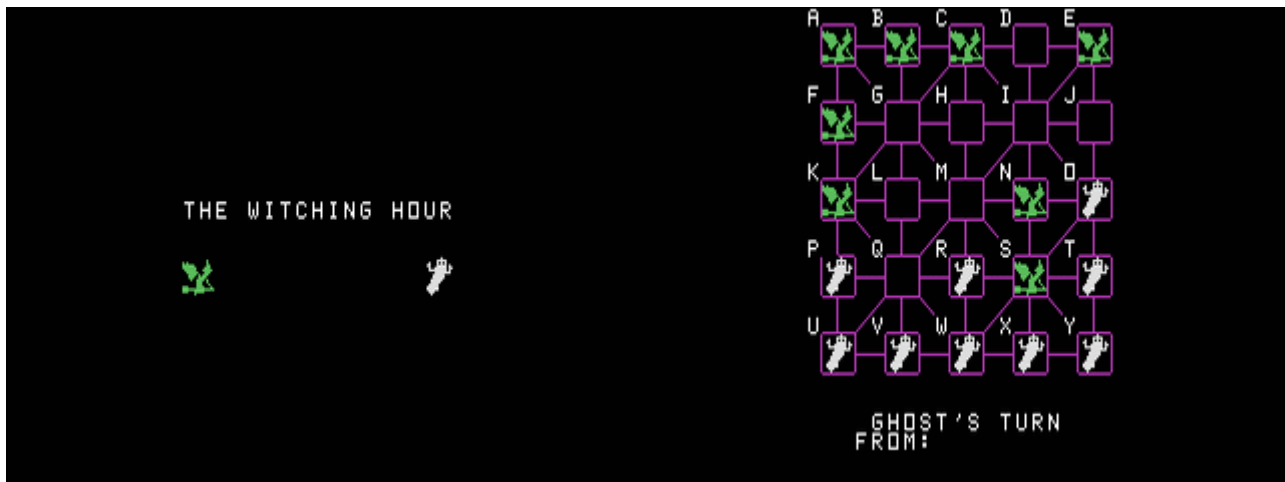 A B C D E
F G H I J
K L M N O
THE WITCHING HOUR
P Q R S T
U V W X Y
GHOST'S TURN
FROM: